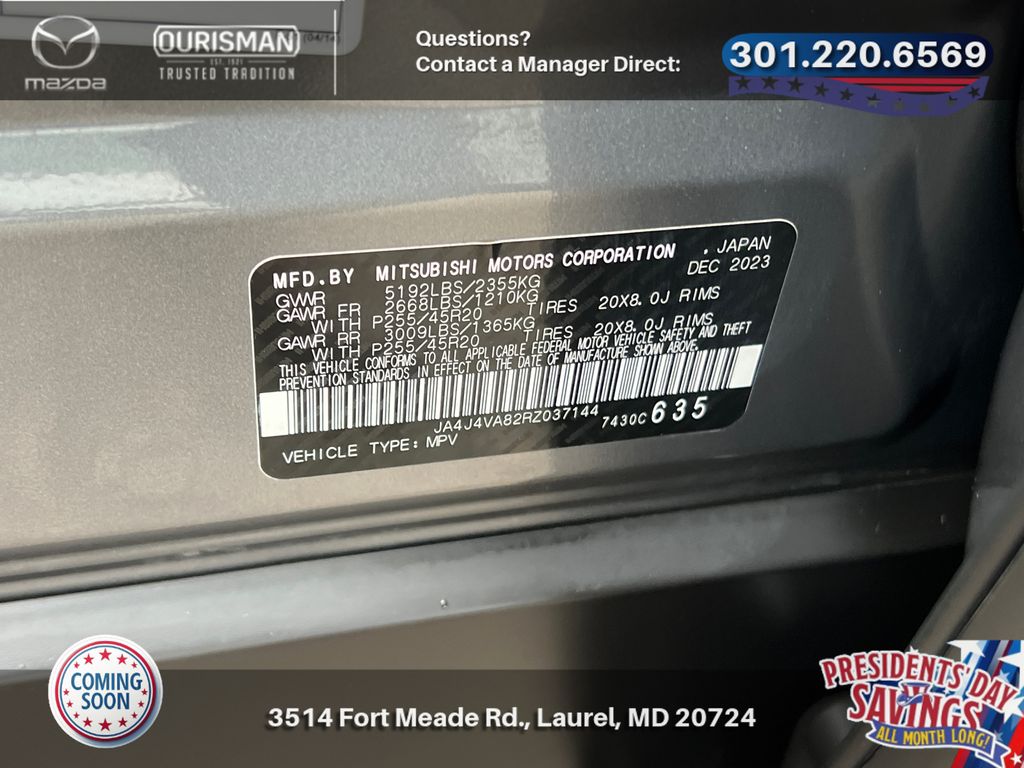 mazda
OURISMAN
EST. 1921
TRUSTED TRADITION
Questions?
Contact a Manager Direct:
301.220.6569
MFD.BY MITSUBISHI MOTORS CORPORATION . JAPAN
GVWR 5192LBS/2355KG DEC 2023
GAWR FR 2668LBS/1210KG
WITH P255/45R20 TIRES 20X8.0J RIMS
GAWR RR 3009LBS/1365KG
WITH P255/45R20 TIRES 20X8.0J RIMS
THIS VEHICLE CONFORMS TO ALL APPLICABLE FEDERAL MOTOR VEHICLE SAFETY AND THEFT
PREVENTION STANDARDS IN EFFECT ON THE DATE OF MANUFACTURE SHOWN ABOVE.
JA4J4VA82RZ037144
7430C 635
VEHICLE TYPE: MPV
COMING
SOON
3514 Fort Meade Rd., Laurel, MD 20724
PRESIDENTS' DAY
SAVINGS
ALL MONTH LONG!